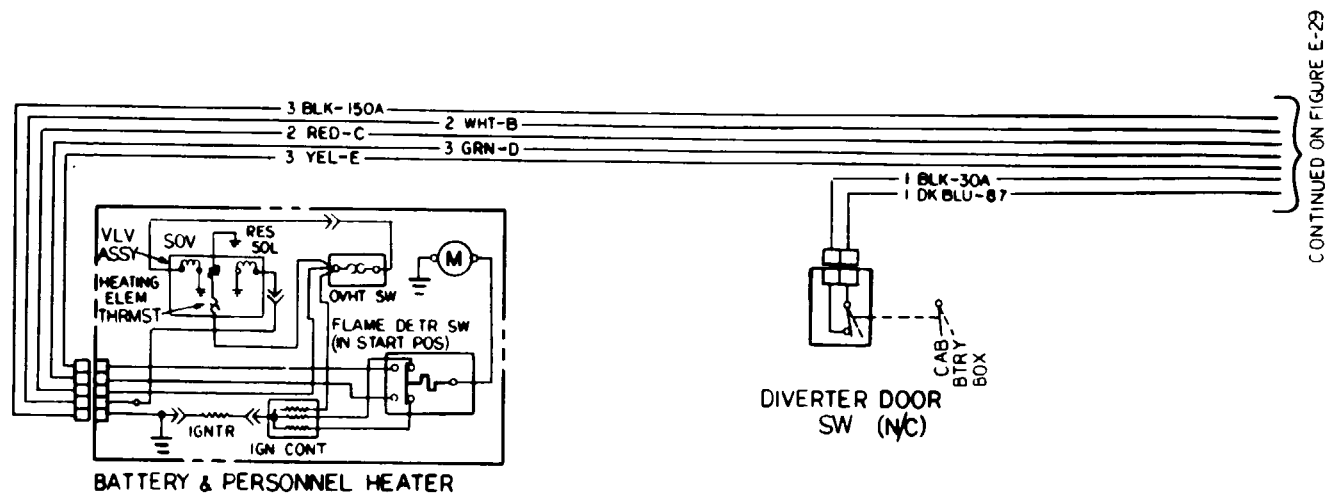 CONTINUED ON FIGURE E-29
3 BLK-150A
2 WHT-B
2 RED-C
3 GRN-D
3 YEL-E
1 BLK-30A
1 DK BLU-87
VLV
ASSY
SOV
RES
SOL
HEATING
ELEM
THRMST
OVHT SW
M
FLAME DETR SW
(IN START POS)
IGNTR
IGN CONT
BATTERY & PERSONNEL HEATER
CAB
BTRY
BOX
DIVERTER DOOR
SW (N/C)